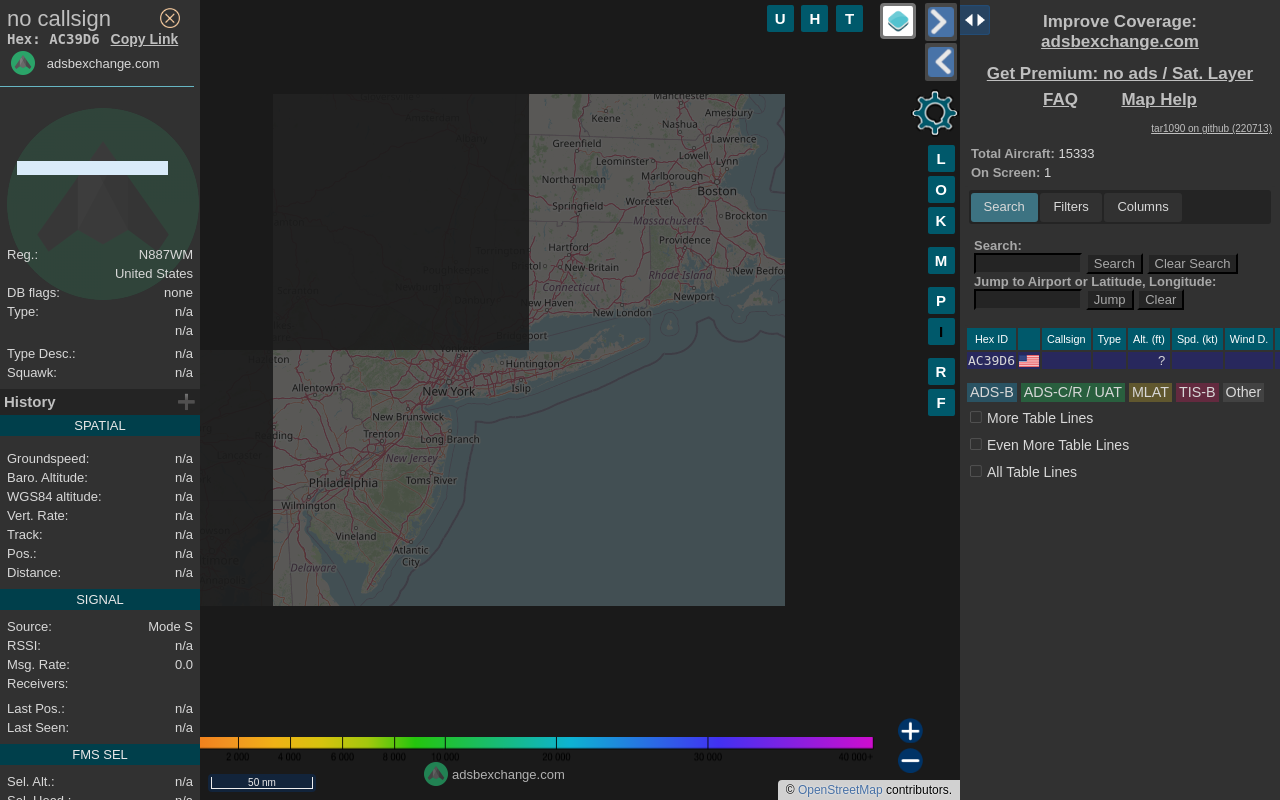 no callsign
Hex: AC39D6 Copy Link
adsbexchange.com
Reg.: N887WM
United States
DB flags: none
Type: n/a
n/a
Type Desc.: n/a
Squawk: n/a
History
SPATIAL
Groundspeed: n/a
Baro. Altitude: n/a
WGS84 altitude: n/a
Vert. Rate: n/a
Track: n/a
Pos.: n/a
Distance: n/a
SIGNAL
Source: Mode S
RSSI: n/a
Msg. Rate: 0.0
Receivers:
Last Pos.: n/a
Last Seen: n/a
FMS SEL
Sel. Alt.: n/a
Sel. Head.: n/a
U H T
L
O
K
M
P
I
R
F
Manchester
Keene
Amesbury
Nashua
Greenfield
Lawrence
Lowell
Leominster
Lynn
Northampton
Marlborough
Boston
Springfield
Worcester
Massachusetts
Brockton
Hartford
Providence
Bristol
New Britain
Rhode Island
New Bedfor
Connecticut
ew Haven
New London
Newport
Huntington
Islip
Allentown
New York
New Brunswick
Trenton
Long Branch
New Jersey
Philadelphia
Toms River
Wilmington
Vineland
Atlantic
City
Delaware
2 000 4 000 6 000 8 000 10 000 20 000 30 000 40 000+
adsbexchange.com
50 nm
© OpenStreetMap contributors.
Improve Coverage:
adsbexchange.com
Get Premium: no ads / Sat. Layer
FAQ Map Help
tar1090 on github (220713)
Total Aircraft: 15333
On Screen: 1
Search Filters Columns
Search:
Search Clear Search
Jump to Airport or Latitude, Longitude:
Jump Clear
Hex ID Callsign Type Alt. (ft) Spd. (kt) Wind D.
AC39D6 ?
ADS-B ADS-C/R / UAT MLAT TIS-B Other
More Table Lines
Even More Table Lines
All Table Lines